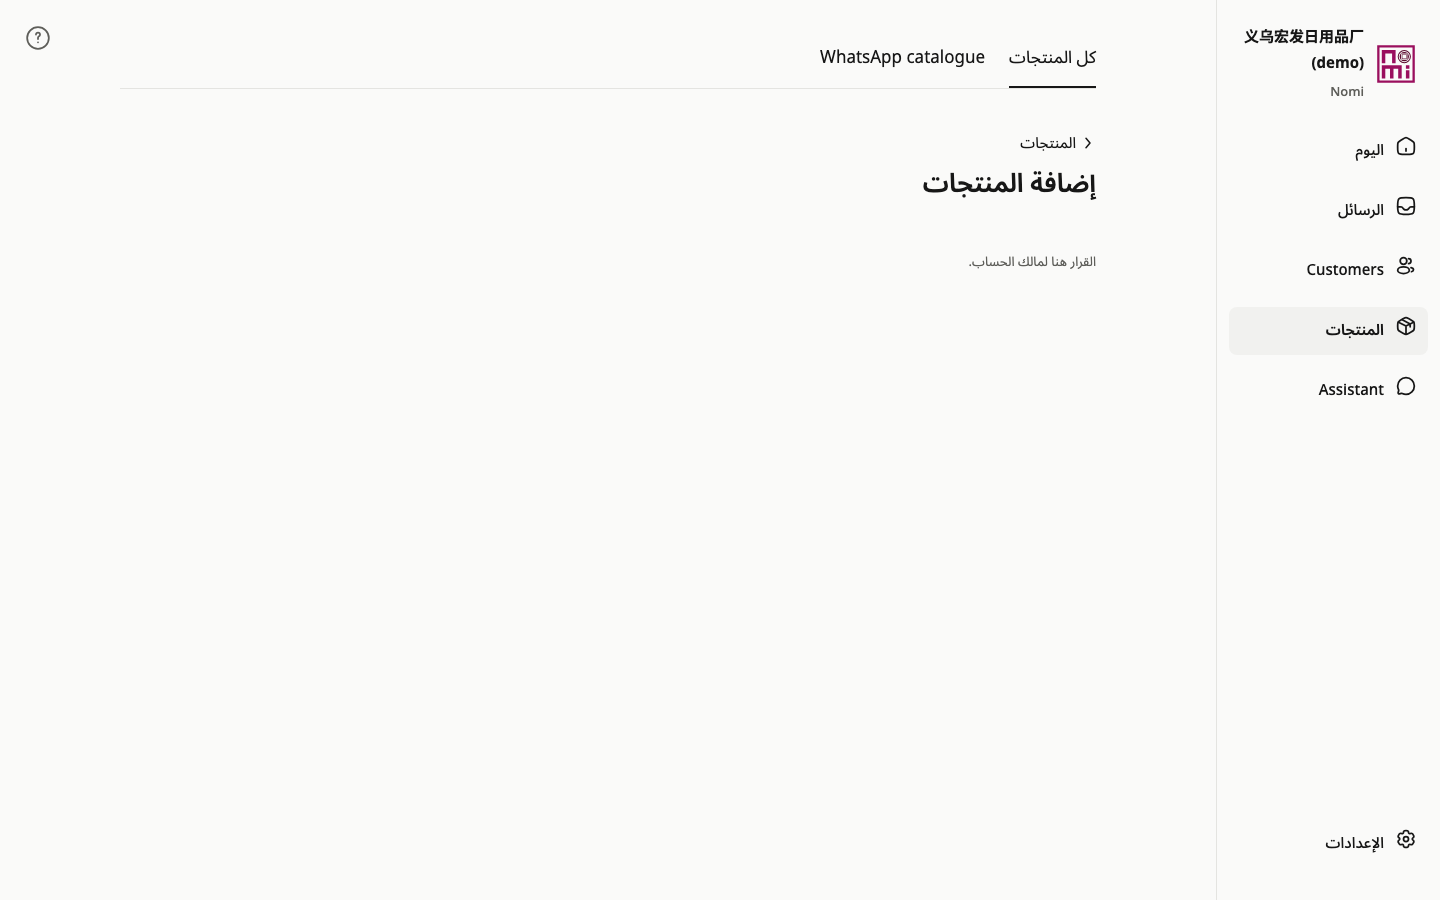 义乌宏发日用品厂
(demo)
Nomi
اليوم
الرسائل
Customers
المنتجات
Assistant
الإعدادات
كل المنتجات
WhatsApp catalogue
المنتجات
إضافة المنتجات
القرار هنا لمالك الحساب.